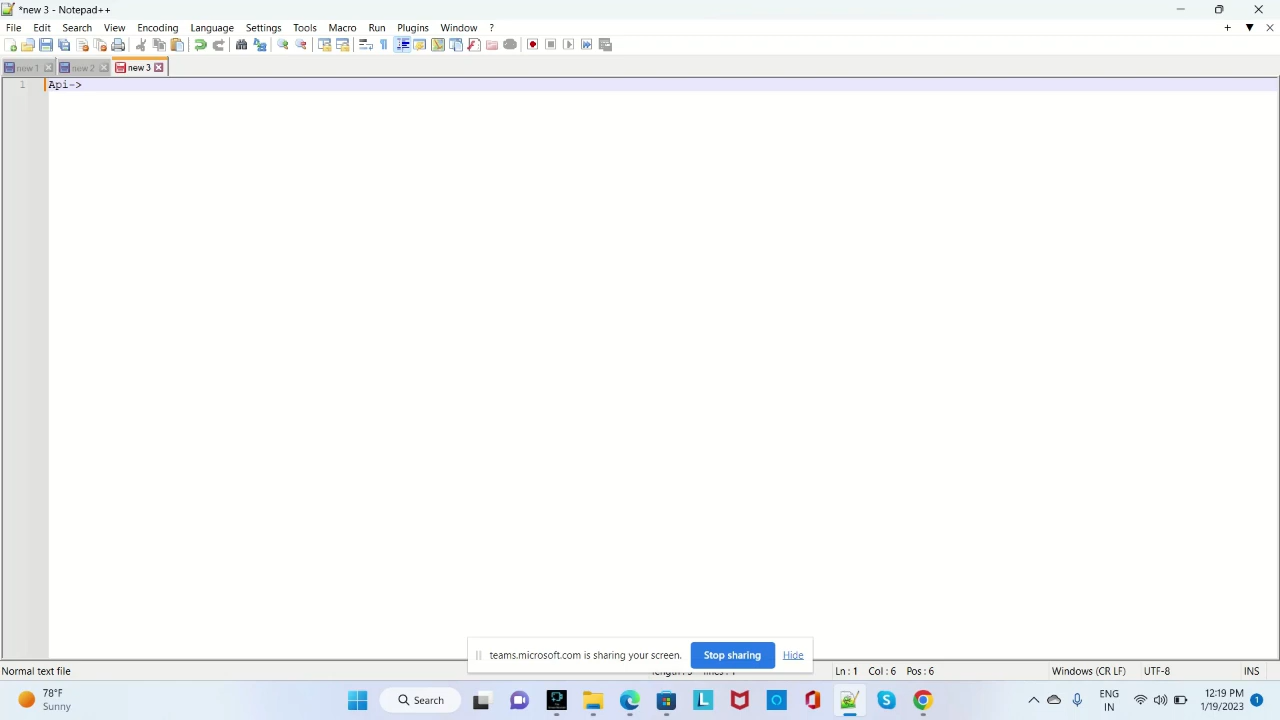 *new 3 - Notepad++
File Edit Search View Encoding Language Settings Tools Macro Run Plugins Window ?
new 1 new 2 new 3
1 Api->
teams.microsoft.com is sharing your screen. Stop sharing Hide
Normal text file Ln : 1 Col : 6 Pos : 6 Windows (CR LF) UTF-8 INS
78°F
Sunny
Search
ENG
IN
12:19 PM
1/19/2023
1